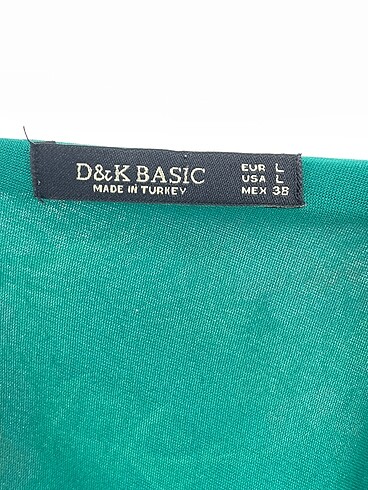 D&K BASIC
MADE IN TURKEY
EUR L
USA L
MEX 38